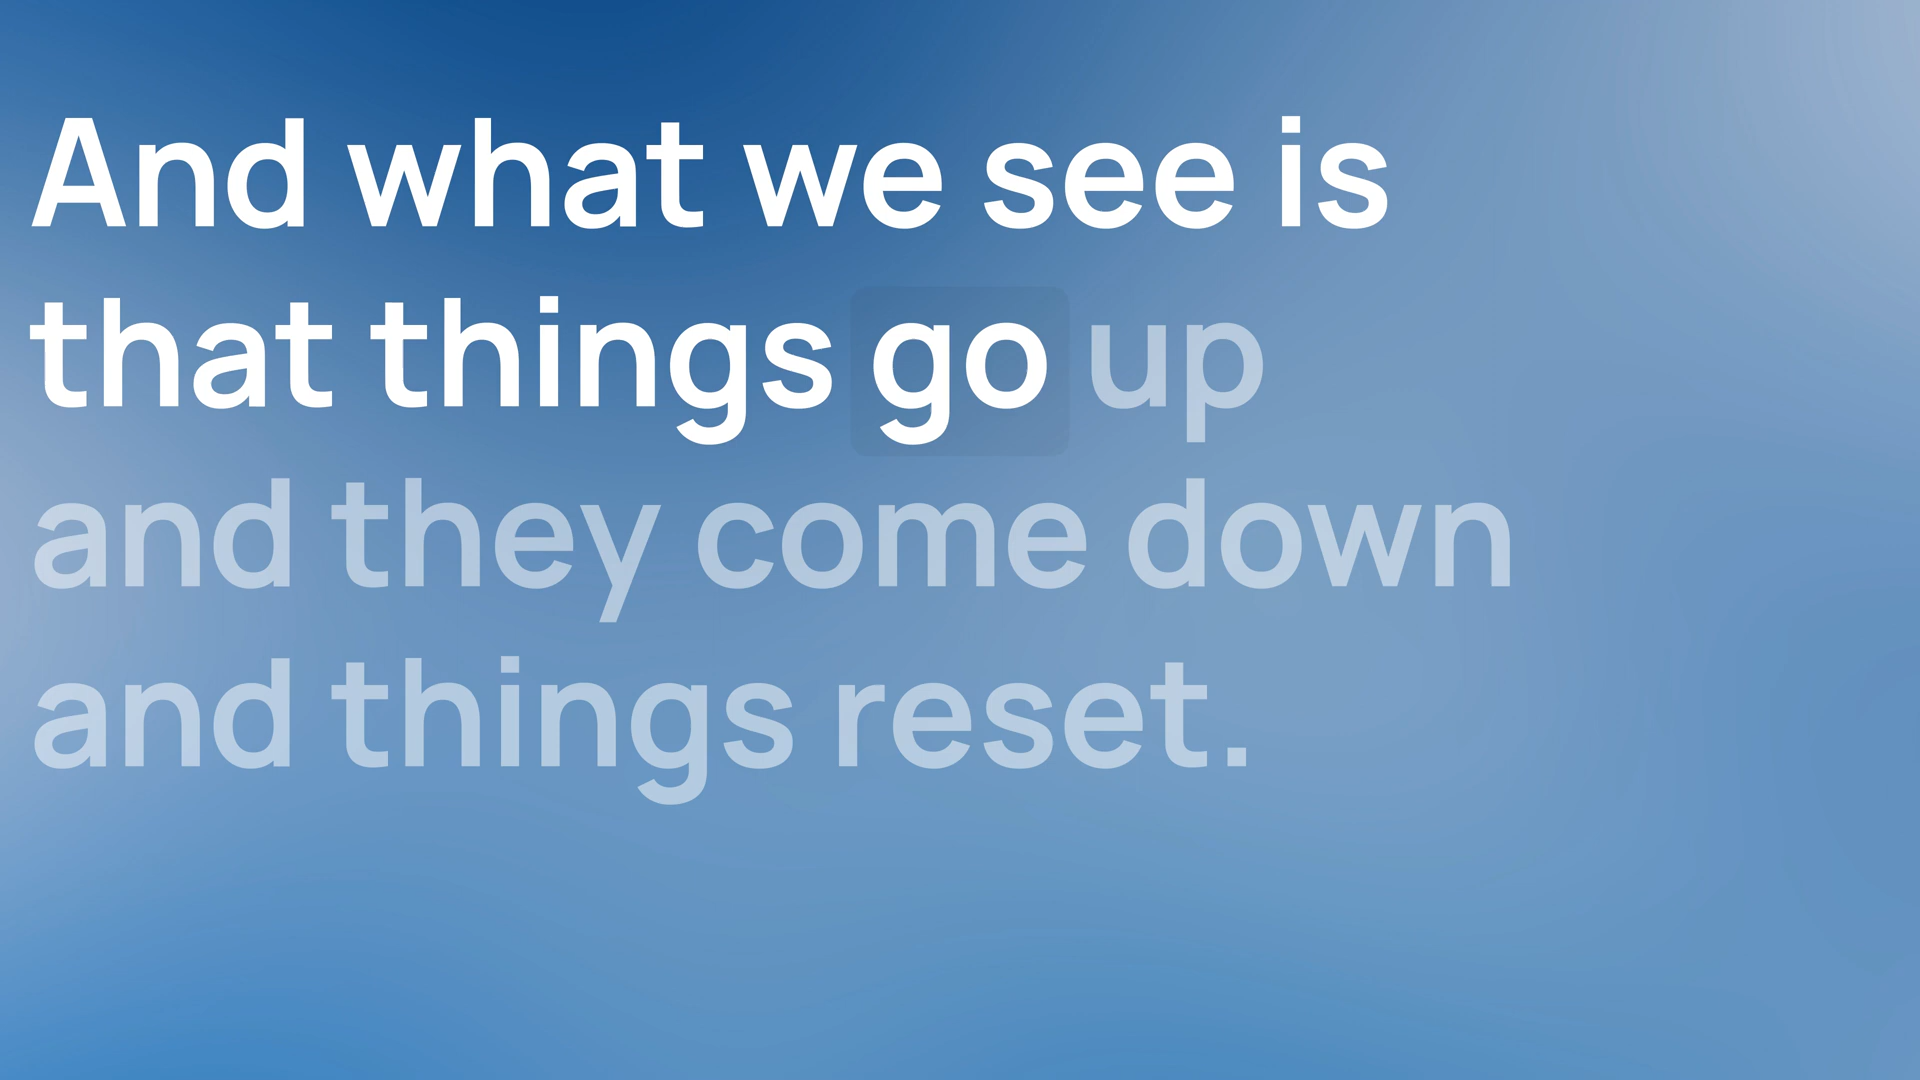 And what we see is
that things go up
and they come down
and things reset.